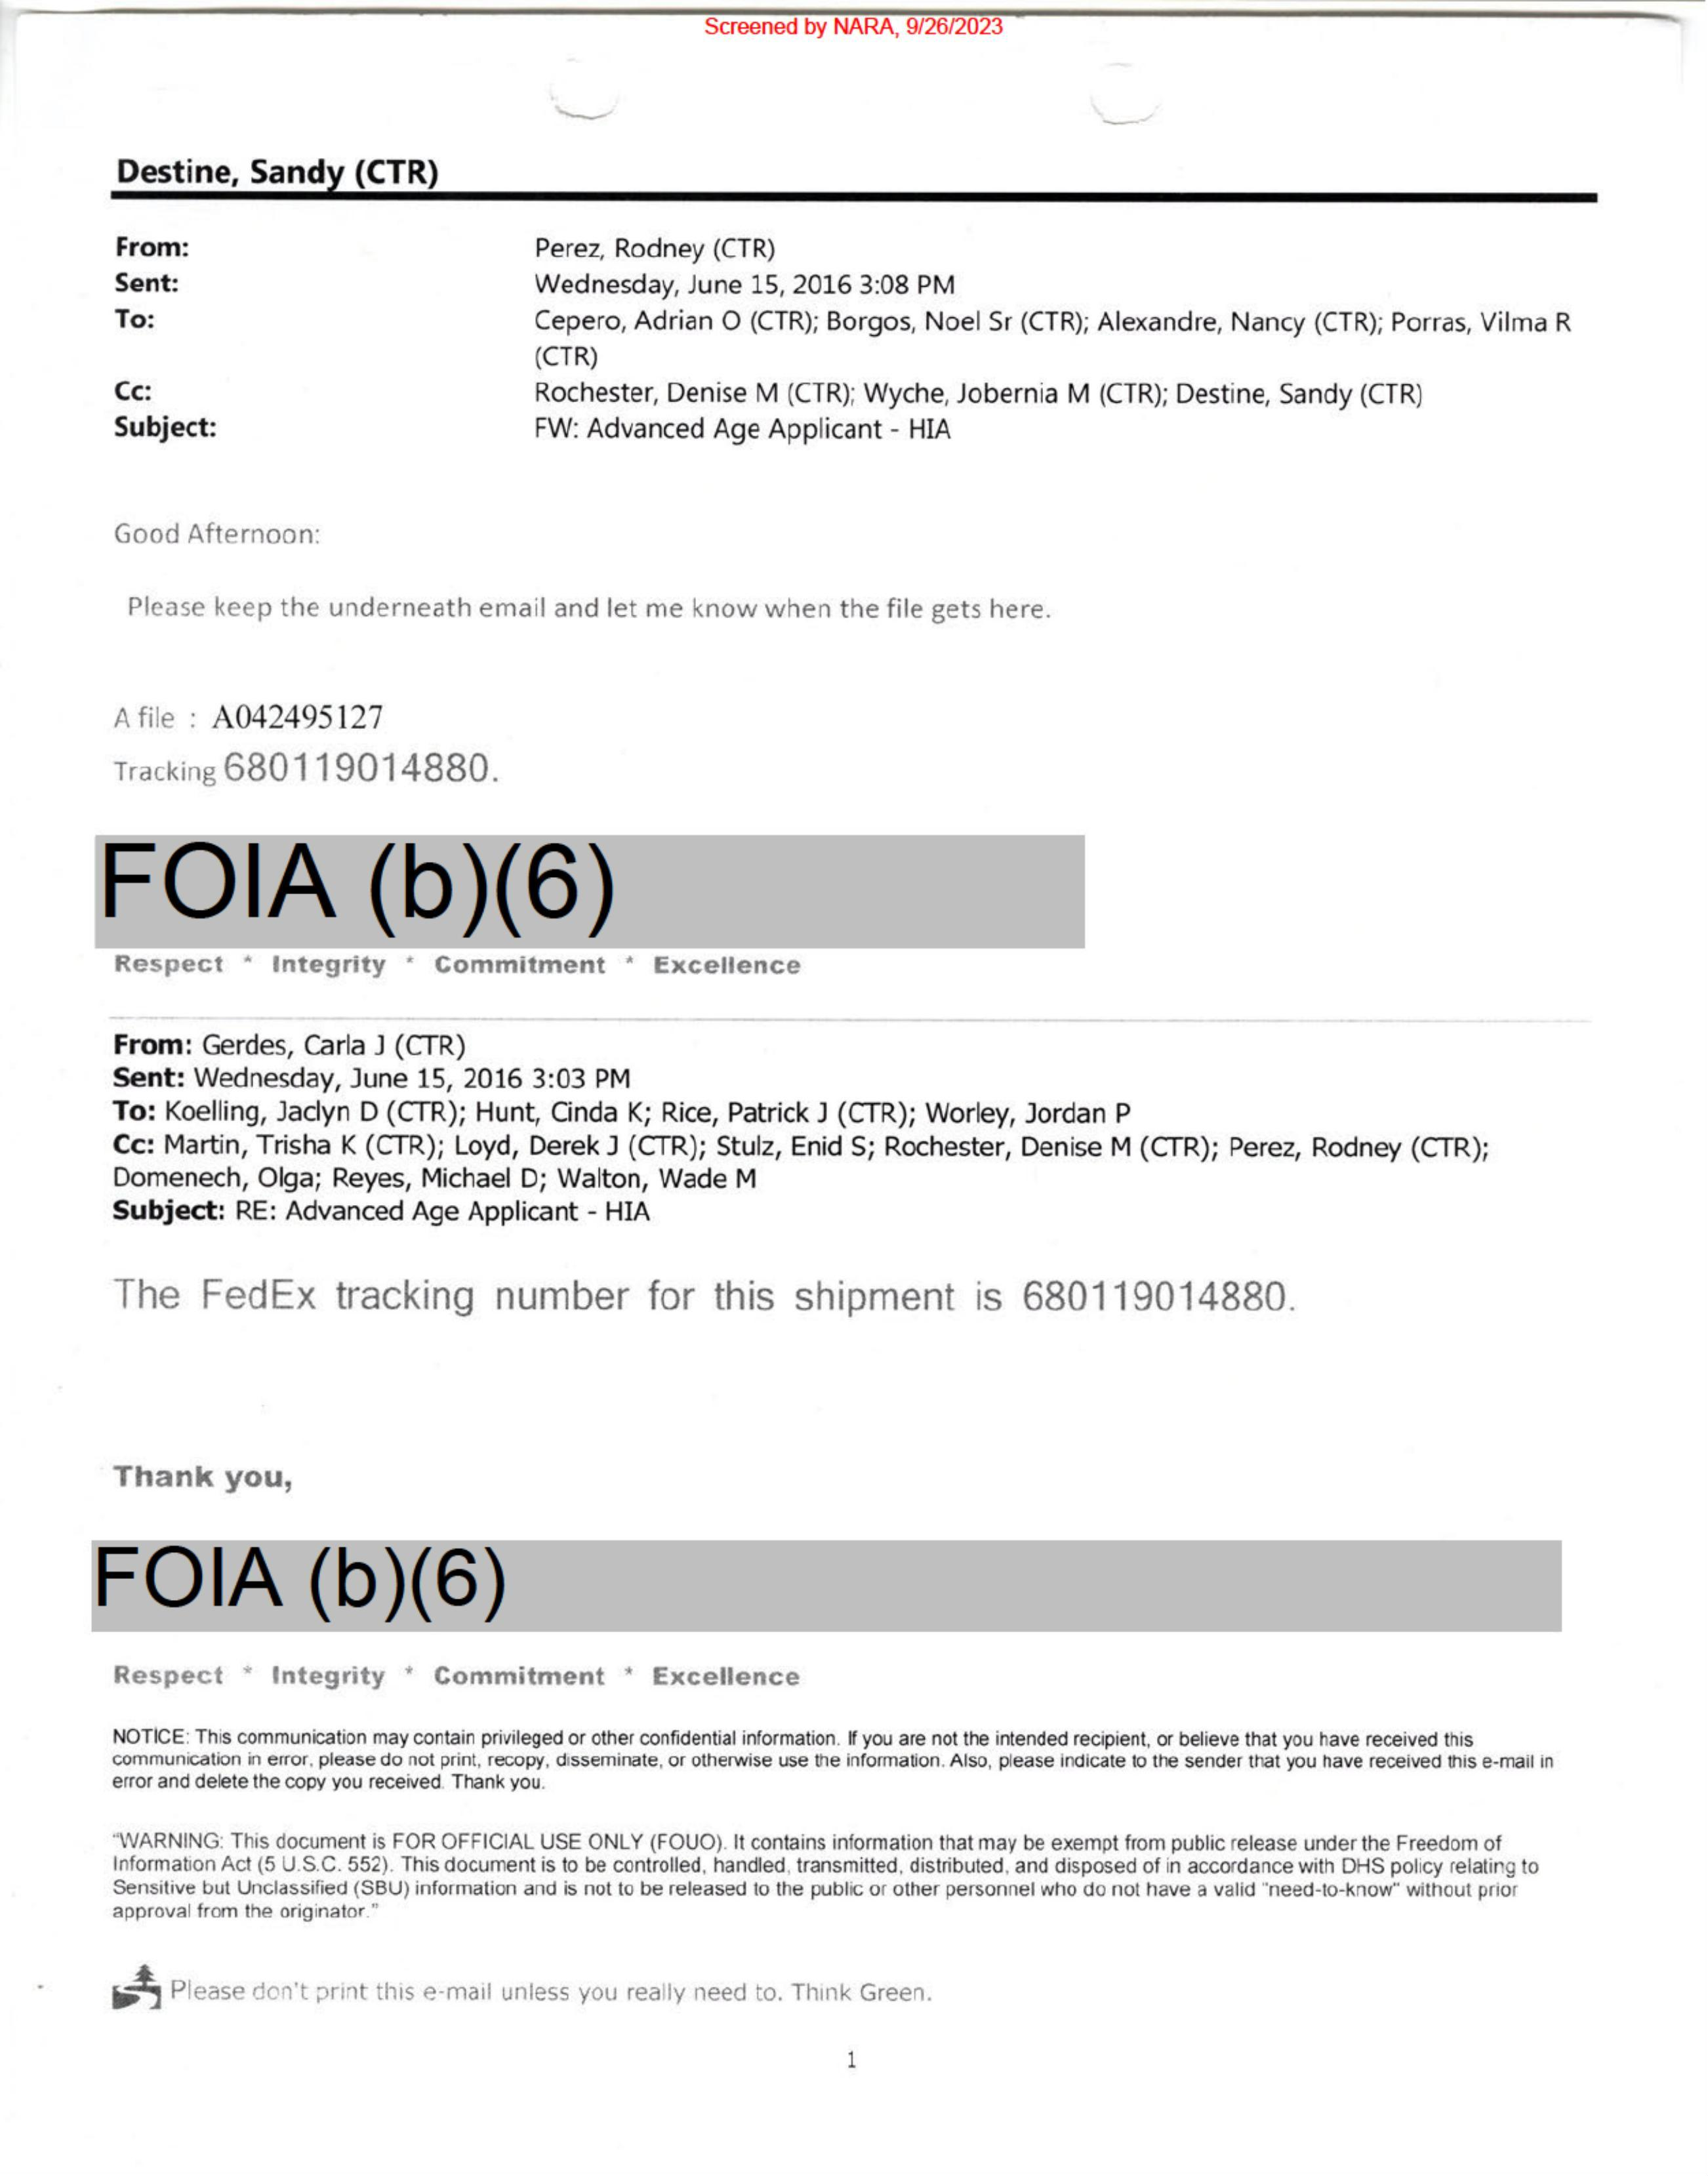 Screened by NARA, 9/26/2023
Destine, Sandy (CTR)
From: Perez, Rodney (CTR)
Sent: Wednesday, June 15, 2016 3:08 PM
To: Cepero, Adrian O (CTR); Borgos, Noel Sr (CTR); Alexandre, Nancy (CTR); Porras, Vilma R
(CTR)
Cc: Rochester, Denise M (CTR); Wyche, Jobernia M (CTR); Destine, Sandy (CTR)
Subject: FW: Advanced Age Applicant - HIA
Good Afternoon:
Please keep the underneath email and let me know when the file gets here.
A file : A042495127
Tracking 680119014880.
FOIA (b)(6)
Respect * Integrity * Commitment * Excellence
From: Gerdes, Carla J (CTR)
Sent: Wednesday, June 15, 2016 3:03 PM
To: Koelling, Jaclyn D (CTR); Hunt, Cinda K; Rice, Patrick J (CTR); Worley, Jordan P
Cc: Martin, Trisha K (CTR); Loyd, Derek J (CTR); Stulz, Enid S; Rochester, Denise M (CTR); Perez, Rodney (CTR);
Domenech, Olga; Reyes, Michael D; Walton, Wade M
Subject: RE: Advanced Age Applicant - HIA
The FedEx tracking number for this shipment is 680119014880.
Thank you,
FOIA (b)(6)
Respect * Integrity * Commitment * Excellence
NOTICE: This communication may contain privileged or other confidential information. If you are not the intended recipient, or believe that you have received this
communication in error, please do not print, recopy, disseminate, or otherwise use the information. Also, please indicate to the sender that you have received this e-mail in
error and delete the copy you received. Thank you.
"WARNING: This document is FOR OFFICIAL USE ONLY (FOUO). It contains information that may be exempt from public release under the Freedom of
Information Act (5 U.S.C. 552). This document is to be controlled, handled, transmitted, distributed, and disposed of in accordance with DHS policy relating to
Sensitive but Unclassified (SBU) information and is not to be released to the public or other personnel who do not have a valid "need-to-know" without prior
approval from the originator."
Please don't print this e-mail unless you really need to. Think Green.
1